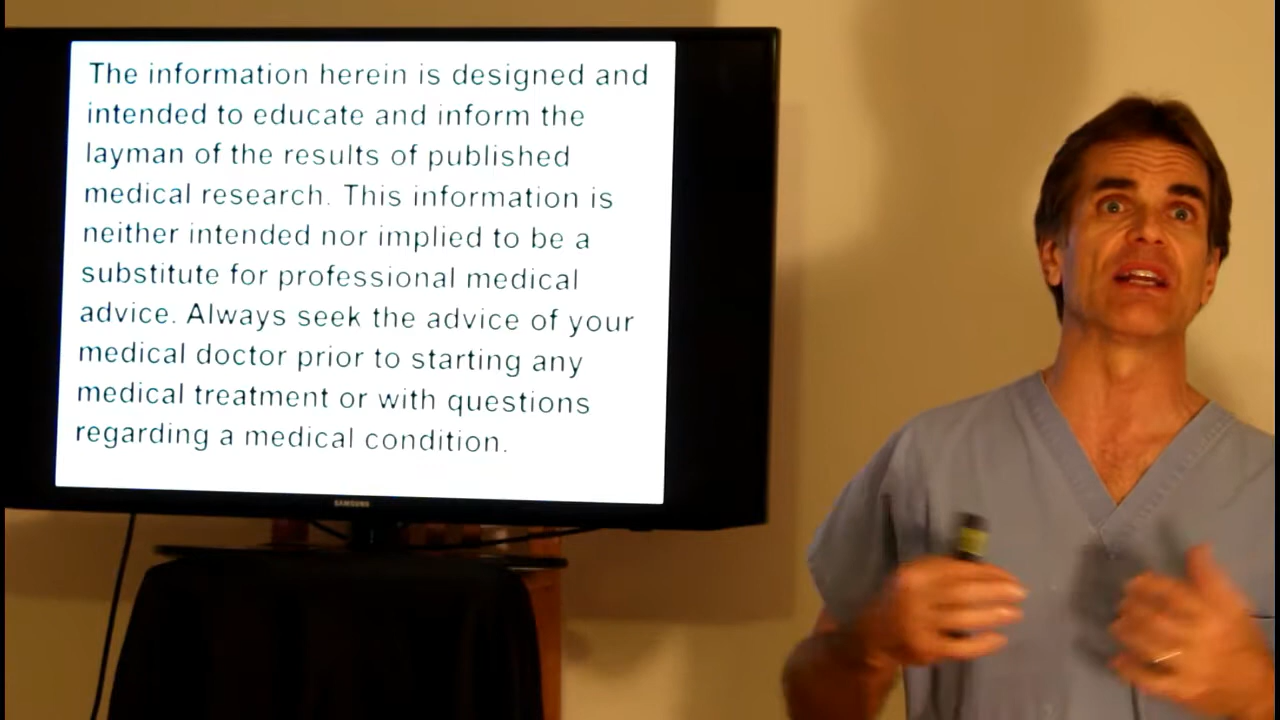 The information herein is designed and
intended to educate and inform the
layman of the results of published
medical research. This information is
neither intended nor implied to be a
substitute for professional medical
advice. Always seek the advice of your
medical doctor prior to starting any
medical treatment or with questions
regarding a medical condition.
SAMSUNG